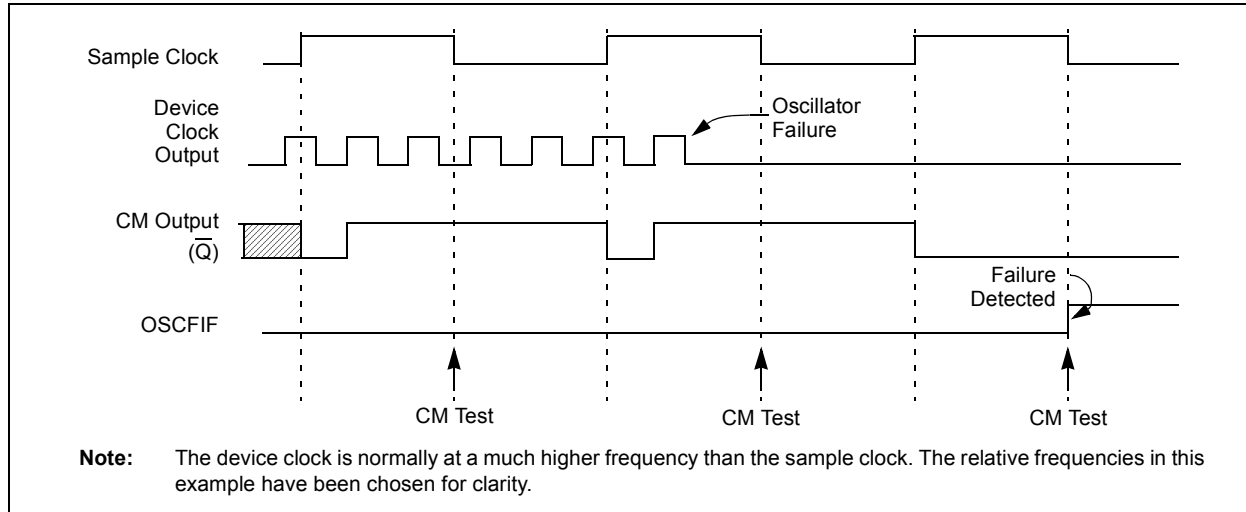 Sample Clock
Device
Clock
Output
Oscillator
Failure
CM Output
(Q̅)
Failure
Detected
OSCFIF
CM Test
CM Test
CM Test
Note: The device clock is normally at a much higher frequency than the sample clock. The relative frequencies in this
example have been chosen for clarity.